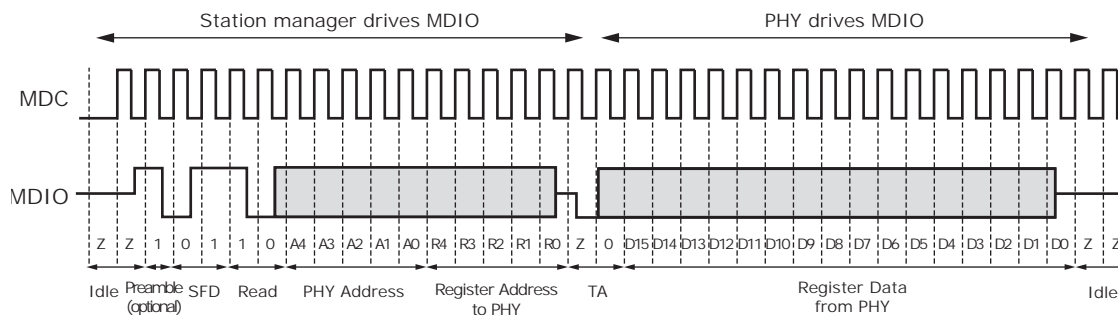 Station manager drives MDIO PHY drives MDIO
MDC
MDIO
Z Z 1 0 1 1 0 A4 A3 A2 A1 A0 R4 R3 R2 R1 R0 Z 0 D15 D14 D13 D12 D11 D10 D9 D8 D7 D6 D5 D4 D3 D2 D1 D0 Z Z
Idle Preamble (optional) SFD Read PHY Address Register Address to PHY TA Register Data from PHY Idle